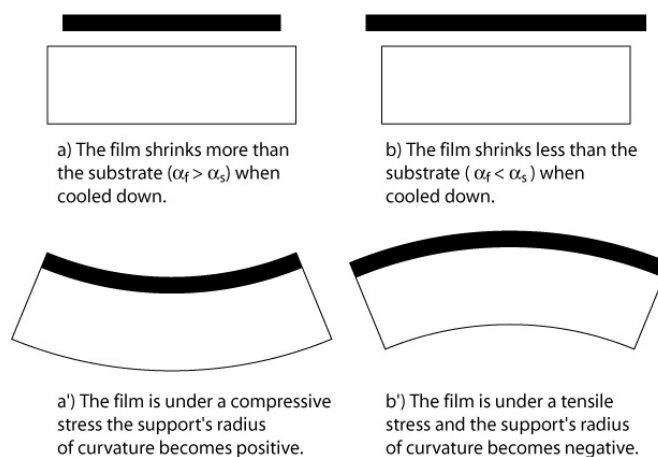 a) The film shrinks more than
the substrate (αf > αs) when
cooled down.
b) The film shrinks less than the
substrate ( αf < αs ) when
cooled down.
a') The film is under a compressive
stress the support's radius
of curvature becomes positive.
b') The film is under a tensile
stress and the support's radius
of curvature becomes negative.